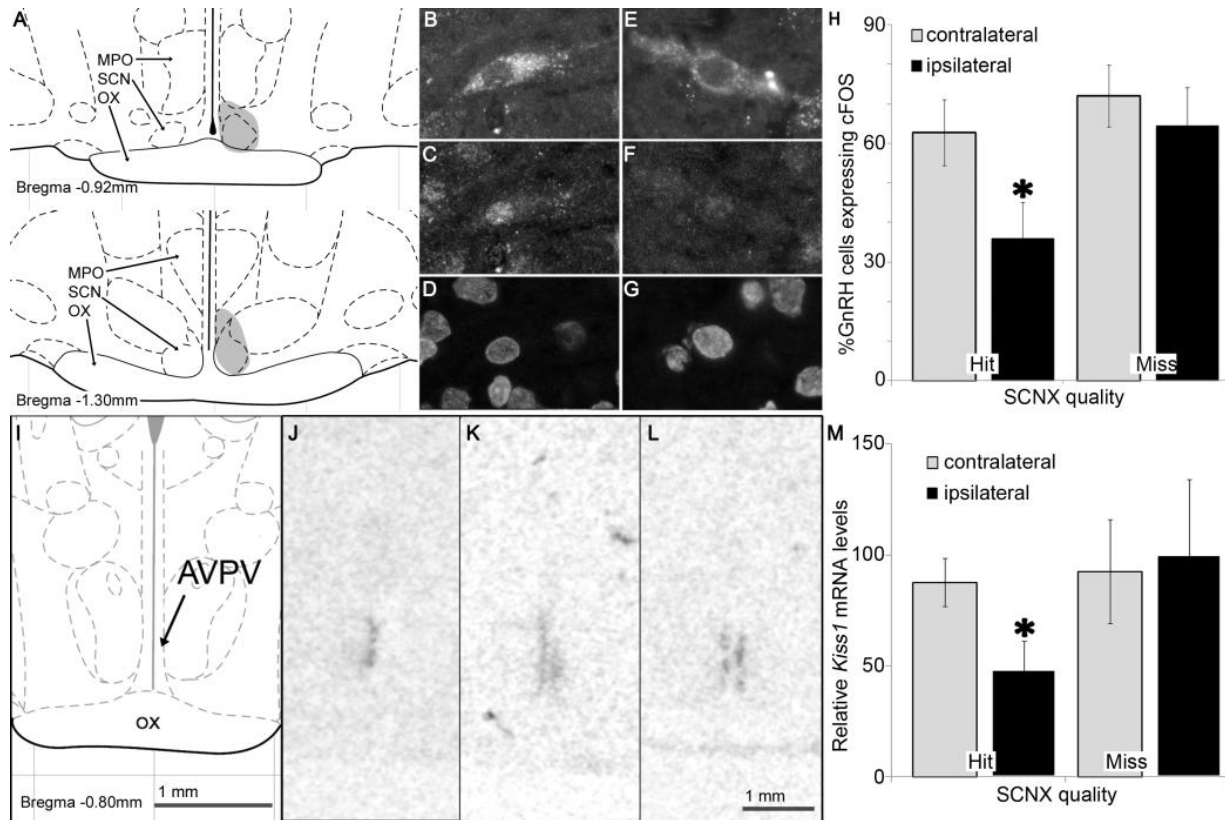 A
MPO
SCN
OX
Bregma -0.92mm
MPO
SCN
OX
Bregma -1.30mm
B
E
C
F
D
G
H
contralateral
ipsilateral
%GnRH cells expressing cFOS
90
60
30
0
*
Hit
Miss
SCNX quality
I
AVPV
OX
Bregma -0.80mm
1 mm
J
K
L
1 mm
M
contralateral
ipsilateral
Relative Kiss1 mRNA levels
150
100
50
0
*
Hit
Miss
SCNX quality